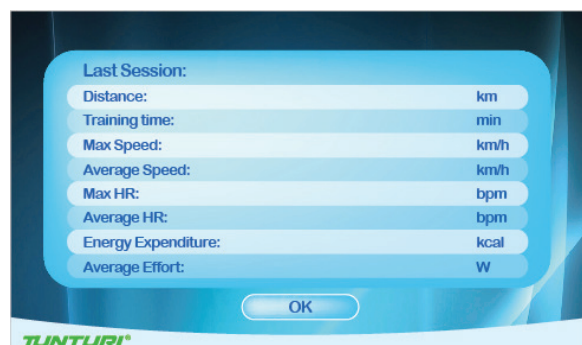 Last Session:
Distance: km
Training time: min
Max Speed: km/h
Average Speed: km/h
Max HR: bpm
Average HR: bpm
Energy Expenditure: kcal
Average Effort: W
OK
TUNTURI®